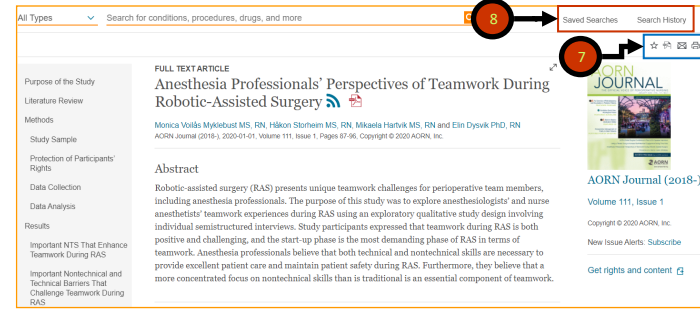 All Types Search for conditions, procedures, drugs, and more
8
Saved Searches Search History
7
Purpose of the Study
Literature Review
Methods
Study Sample
Protection of Participants'
Rights
Data Collection
Data Analysis
Results
Important NTS That Enhance
Teamwork During RAS
Important Nontechnical and
Technical Barriers That
Challenge Teamwork During
RAS
FULL TEXT ARTICLE
Anesthesia Professionals' Perspectives of Teamwork During
Robotic-Assisted Surgery
Monica Voilås Myklebust MS, RN, Håkon Storheim MS, RN, Mikaela Hartvik MS, RN and Elin Dysvik PhD, RN
AORN Journal (2018-), 2020-01-01, Volume 111, Issue 1, Pages 87-96, Copyright © 2020 AORN, Inc.
Abstract
Robotic-assisted surgery (RAS) presents unique teamwork challenges for perioperative team members,
including anesthesia professionals. The purpose of this study was to explore anesthesiologists' and nurse
anesthetists' teamwork experiences during RAS using an exploratory qualitative study design involving
individual semistructured interviews. Study participants expressed that teamwork during RAS is both
positive and challenging, and the start-up phase is the most demanding phase of RAS in terms of
teamwork. Anesthesia professionals believe that both technical and nontechnical skills are necessary to
provide excellent patient care and maintain patient safety during RAS. Furthermore, they believe that a
more concentrated focus on nontechnical skills than is traditional is an essential component of teamwork.
AORN
JOURNAL
AORN
AORN Journal (2018-)
Volume 111, Issue 1
Copyright © 2020 AORN, Inc.
New Issue Alerts: Subscribe
Get rights and content